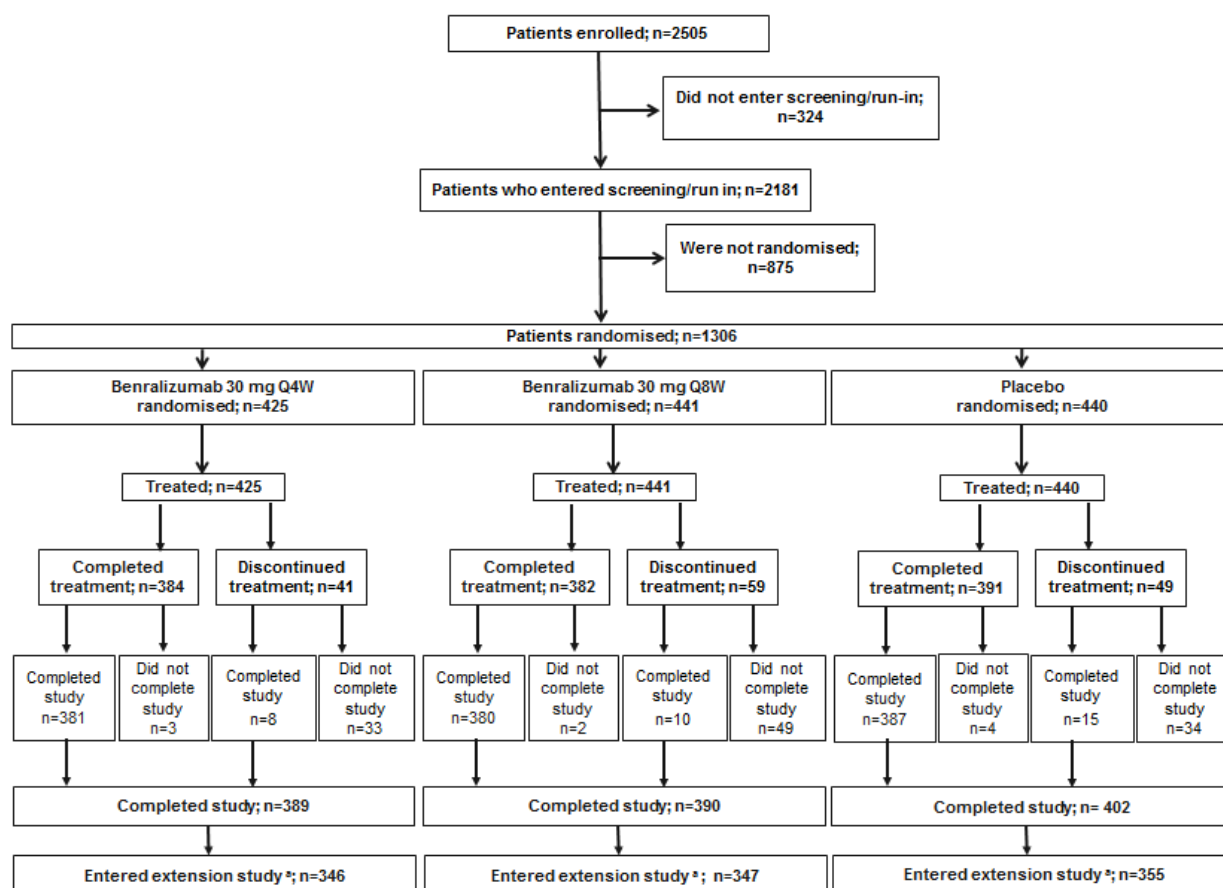 Patients enrolled; n=2505
Did not enter screening/run-in;
n=324
Patients who entered screening/run in; n=2181
Were not randomised;
n=875
Patients randomised; n=1306
Benralizumab 30 mg Q4W
randomised; n=425
Benralizumab 30 mg Q8W
randomised; n=441
Placebo
randomised; n=440
Treated; n=425
Treated; n=441
Treated; n=440
Completed
treatment; n=384
Discontinued
treatment; n=41
Completed
treatment; n=382
Discontinued
treatment; n=59
Completed
treatment; n=391
Discontinued
treatment; n=49
Completed
study
n=381
Did not
complete
study
n=3
Completed
study
n=8
Did not
complete
study
n=33
Completed
study
n=380
Did not
complete
study
n=2
Completed
study
n=10
Did not
complete
study
n=49
Completed
study
n=387
Did not
complete
study
n=4
Completed
study
n=15
Did not
complete
study
n=34
Completed study; n=389
Completed study; n=390
Completed study; n= 402
Entered extension study ª; n=346
Entered extension study ª; n=347
Entered extension study ª; n=355